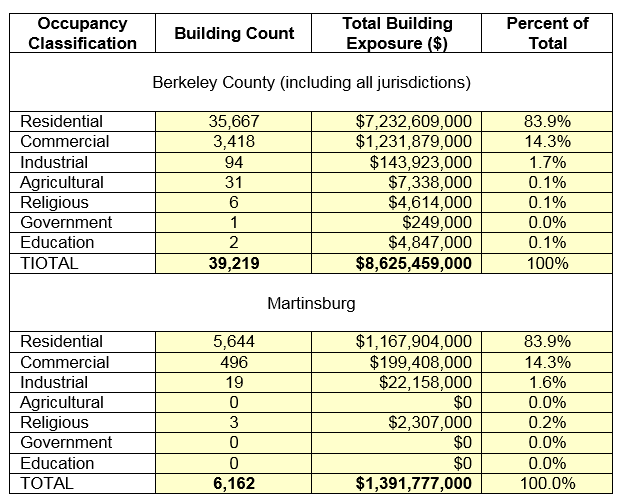 Occupancy Classification Building Count Total Building Exposure ($) Percent of Total
Berkeley County (including all jurisdictions)
Residential 35,667 $7,232,609,000 83.9%
Commercial 3,418 $1,231,879,000 14.3%
Industrial 94 $143,923,000 1.7%
Agricultural 31 $7,338,000 0.1%
Religious 6 $4,614,000 0.1%
Government 1 $249,000 0.0%
Education 2 $4,847,000 0.1%
TIOTAL 39,219 $8,625,459,000 100%
Martinsburg
Residential 5,644 $1,167,904,000 83.9%
Commercial 496 $199,408,000 14.3%
Industrial 19 $22,158,000 1.6%
Agricultural 0 $0 0.0%
Religious 3 $2,307,000 0.2%
Government 0 $0 0.0%
Education 0 $0 0.0%
TOTAL 6,162 $1,391,777,000 100.0%